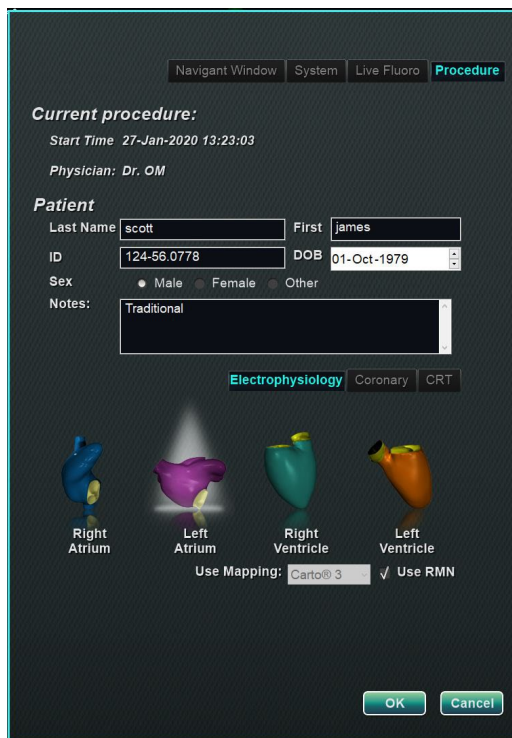 Navigant Window System Live Fluoro Procedure
Current procedure:
Start Time 27-Jan-2020 13:23:03
Physician: Dr. OM
Patient
Last Name scott First james
ID 124-56.0778 DOB 01-Oct-1979
Sex Male Female Other
Notes: Traditional
Electrophysiology Coronary CRT
Right Atrium Left Atrium Right Ventricle Left Ventricle
Use Mapping: Carto® 3 Use RMN
OK Cancel